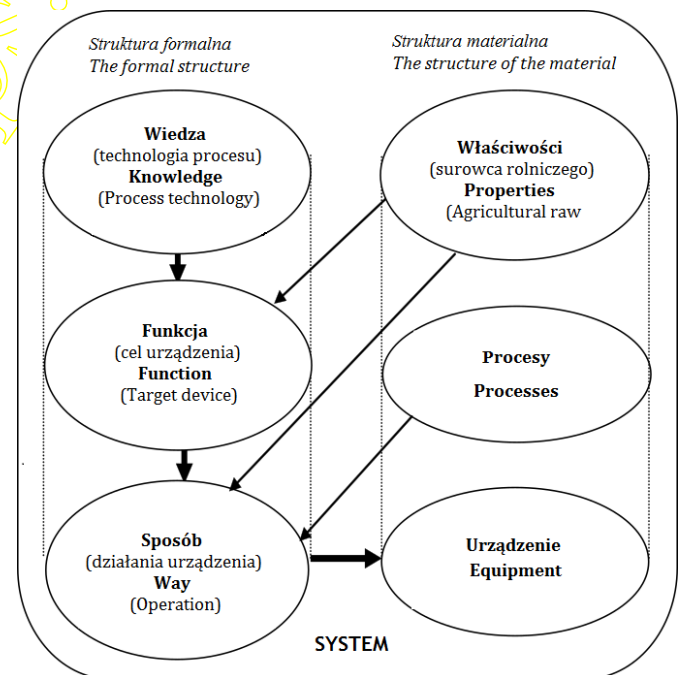 Struktura formalna
The formal structure
Struktura materialna
The structure of the material
Wiedza
(technologia procesu)
Knowledge
(Process technology)
Właściwości
(surowca rolniczego)
Properties
(Agricultural raw
Funkcja
(cel urządzenia)
Function
(Target device)
Procesy
Processes
Sposób
(działania urządzenia)
Way
(Operation)
Urządzenie
Equipment
SYSTEM